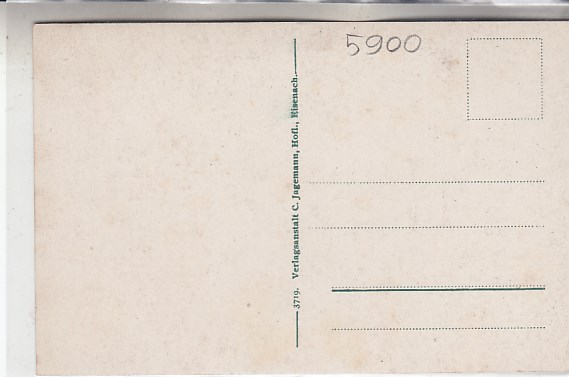 5900
3719. Verlagsanstalt C. Jagemann, Hofl., Eisenach.